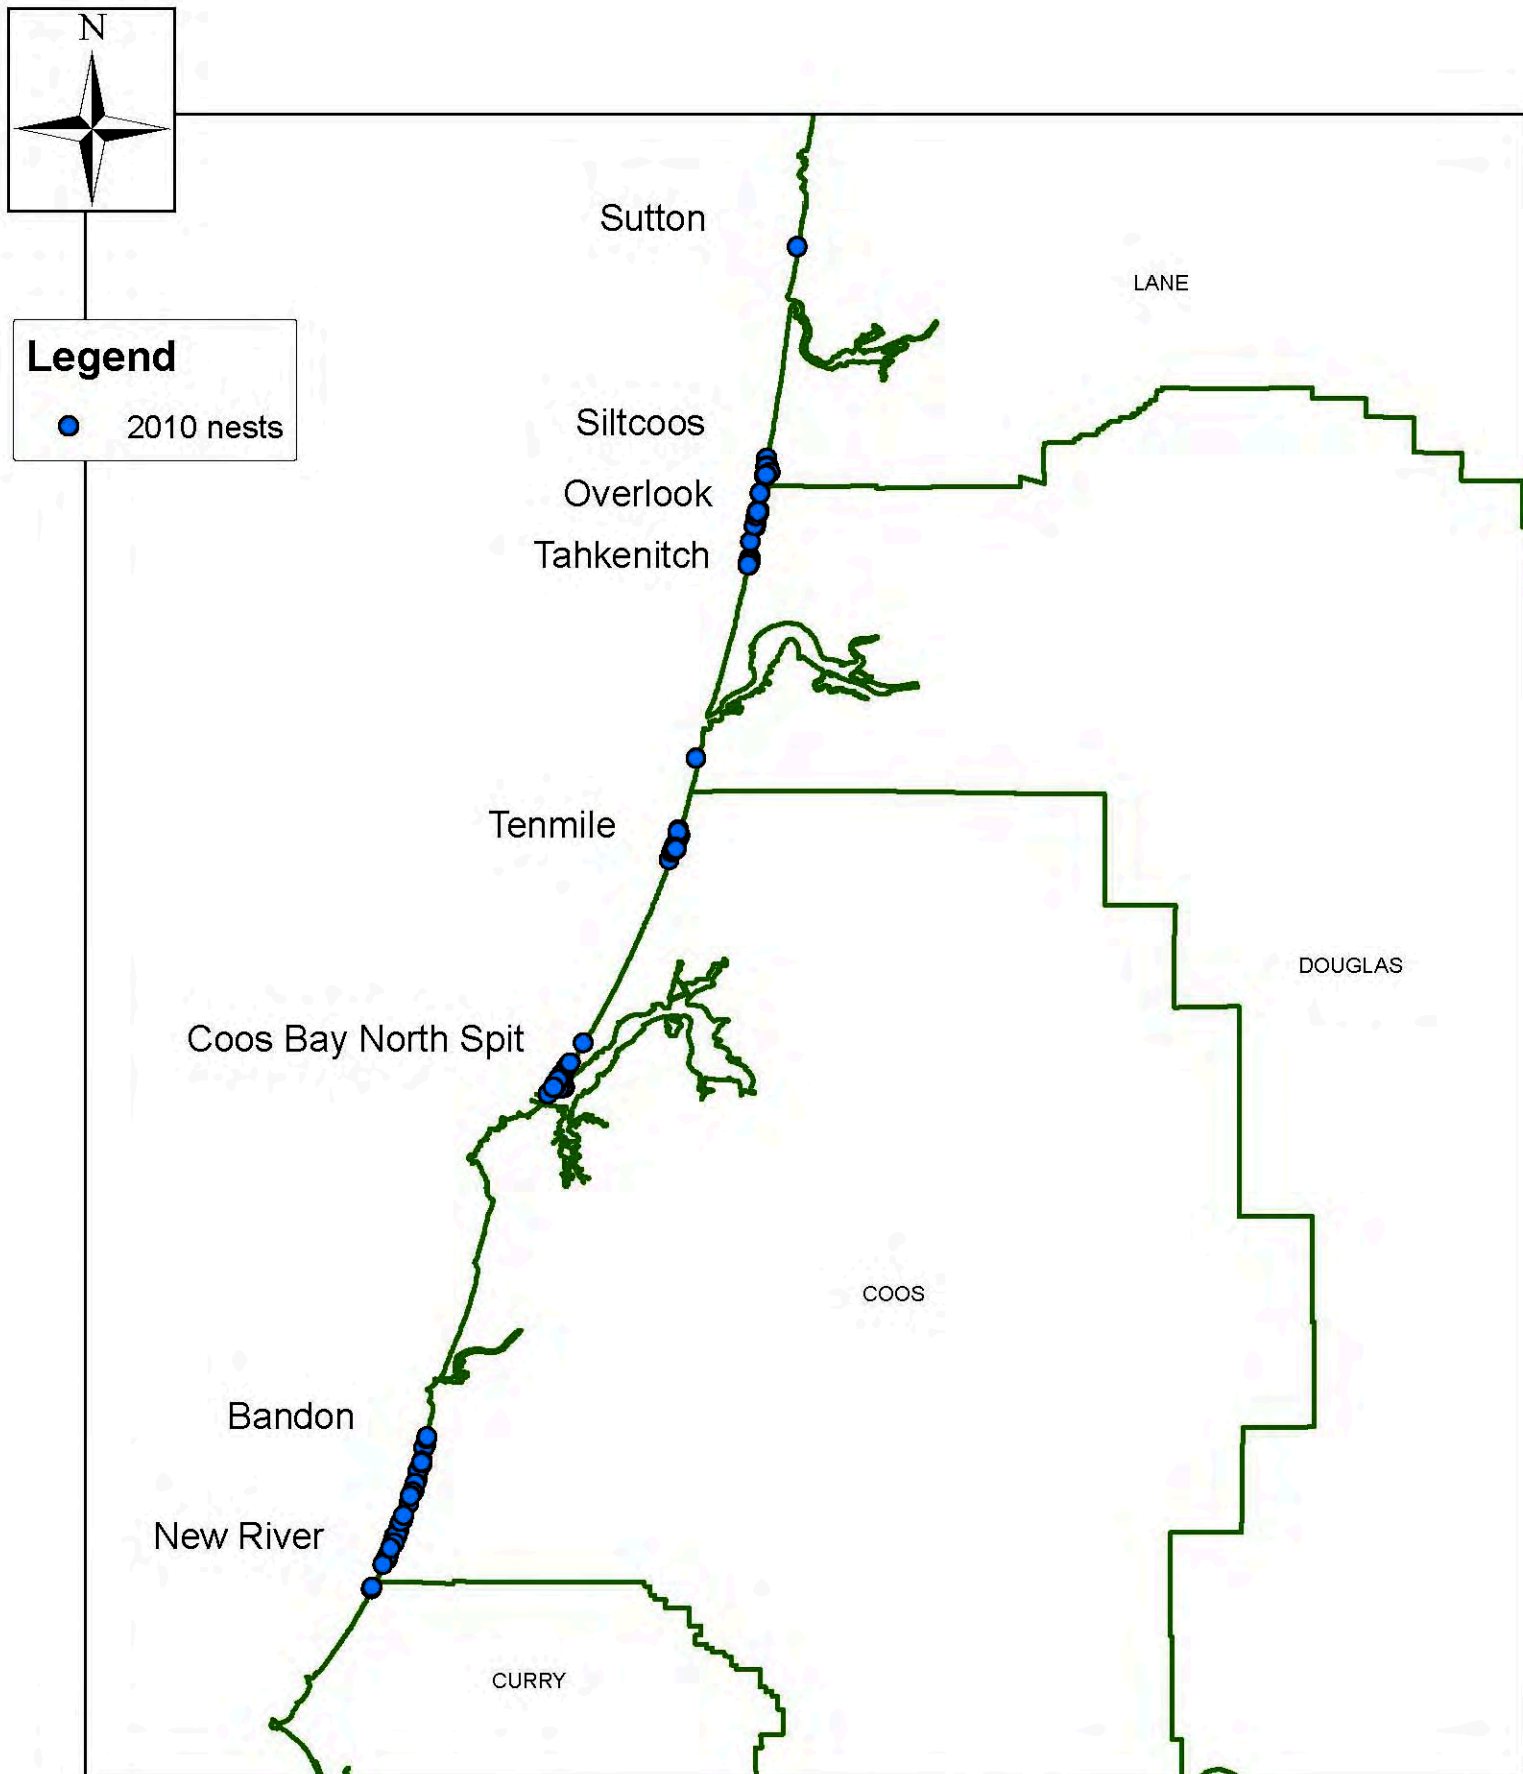 N
Sutton
LANE
Legend
2010 nests
Siltcoos
Overlook
Tahkenitch
Tenmile
DOUGLAS
Coos Bay North Spit
COOS
Bandon
New River
CURRY